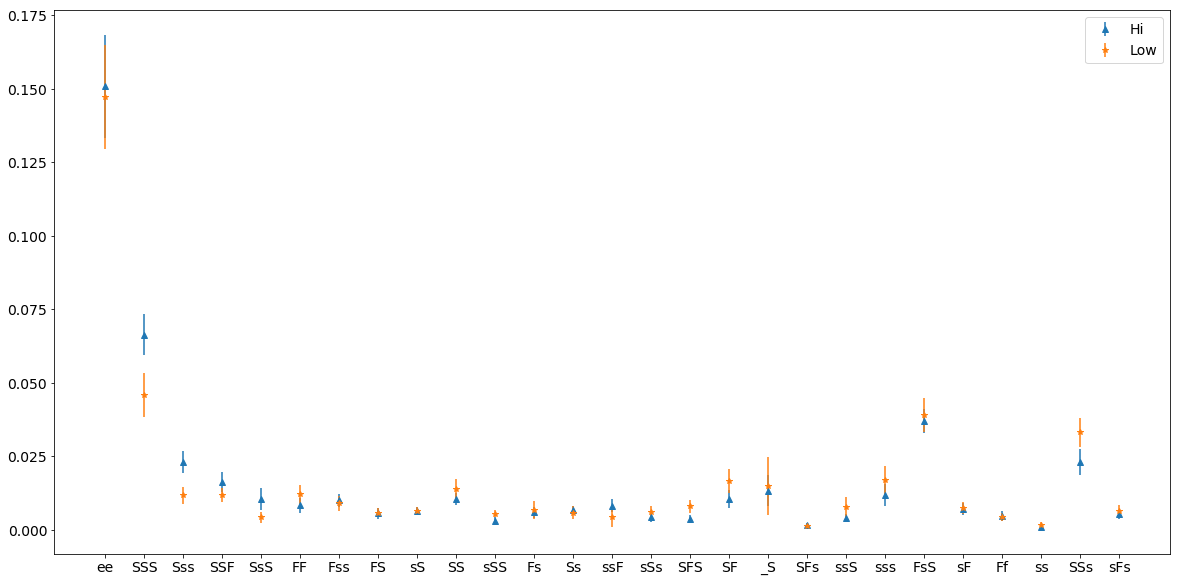 0.175
0.150
0.125
0.100
0.075
0.050
0.025
0.000
Hi
Low
ee SSS Sss SSF SsS FF Fss FS sS SS sSS Fs Ss ssF sSs SFS SF _S SFs ssS sss FsS sF Ff ss SSs sFs